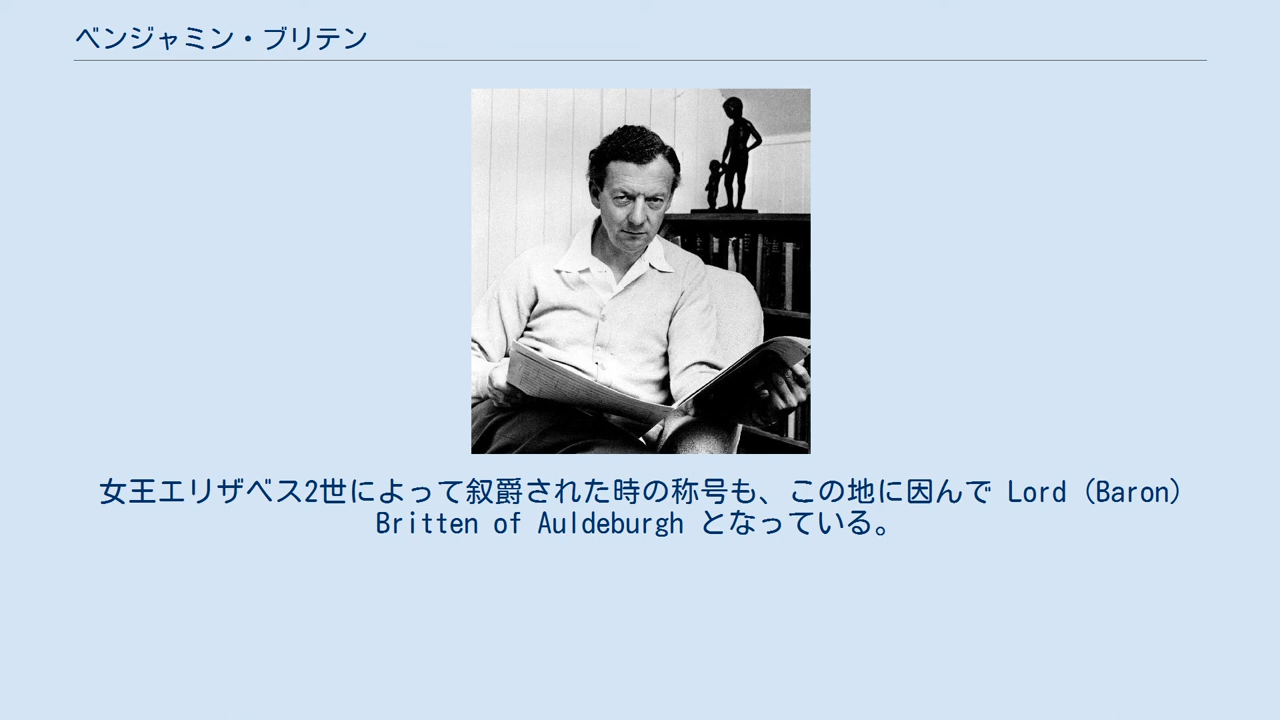 ベンジャミン・ブリテン
女王エリザベス2世によって叙爵された時の称号も、この地に因んで Lord (Baron)
Britten of Auldeburgh となっている。